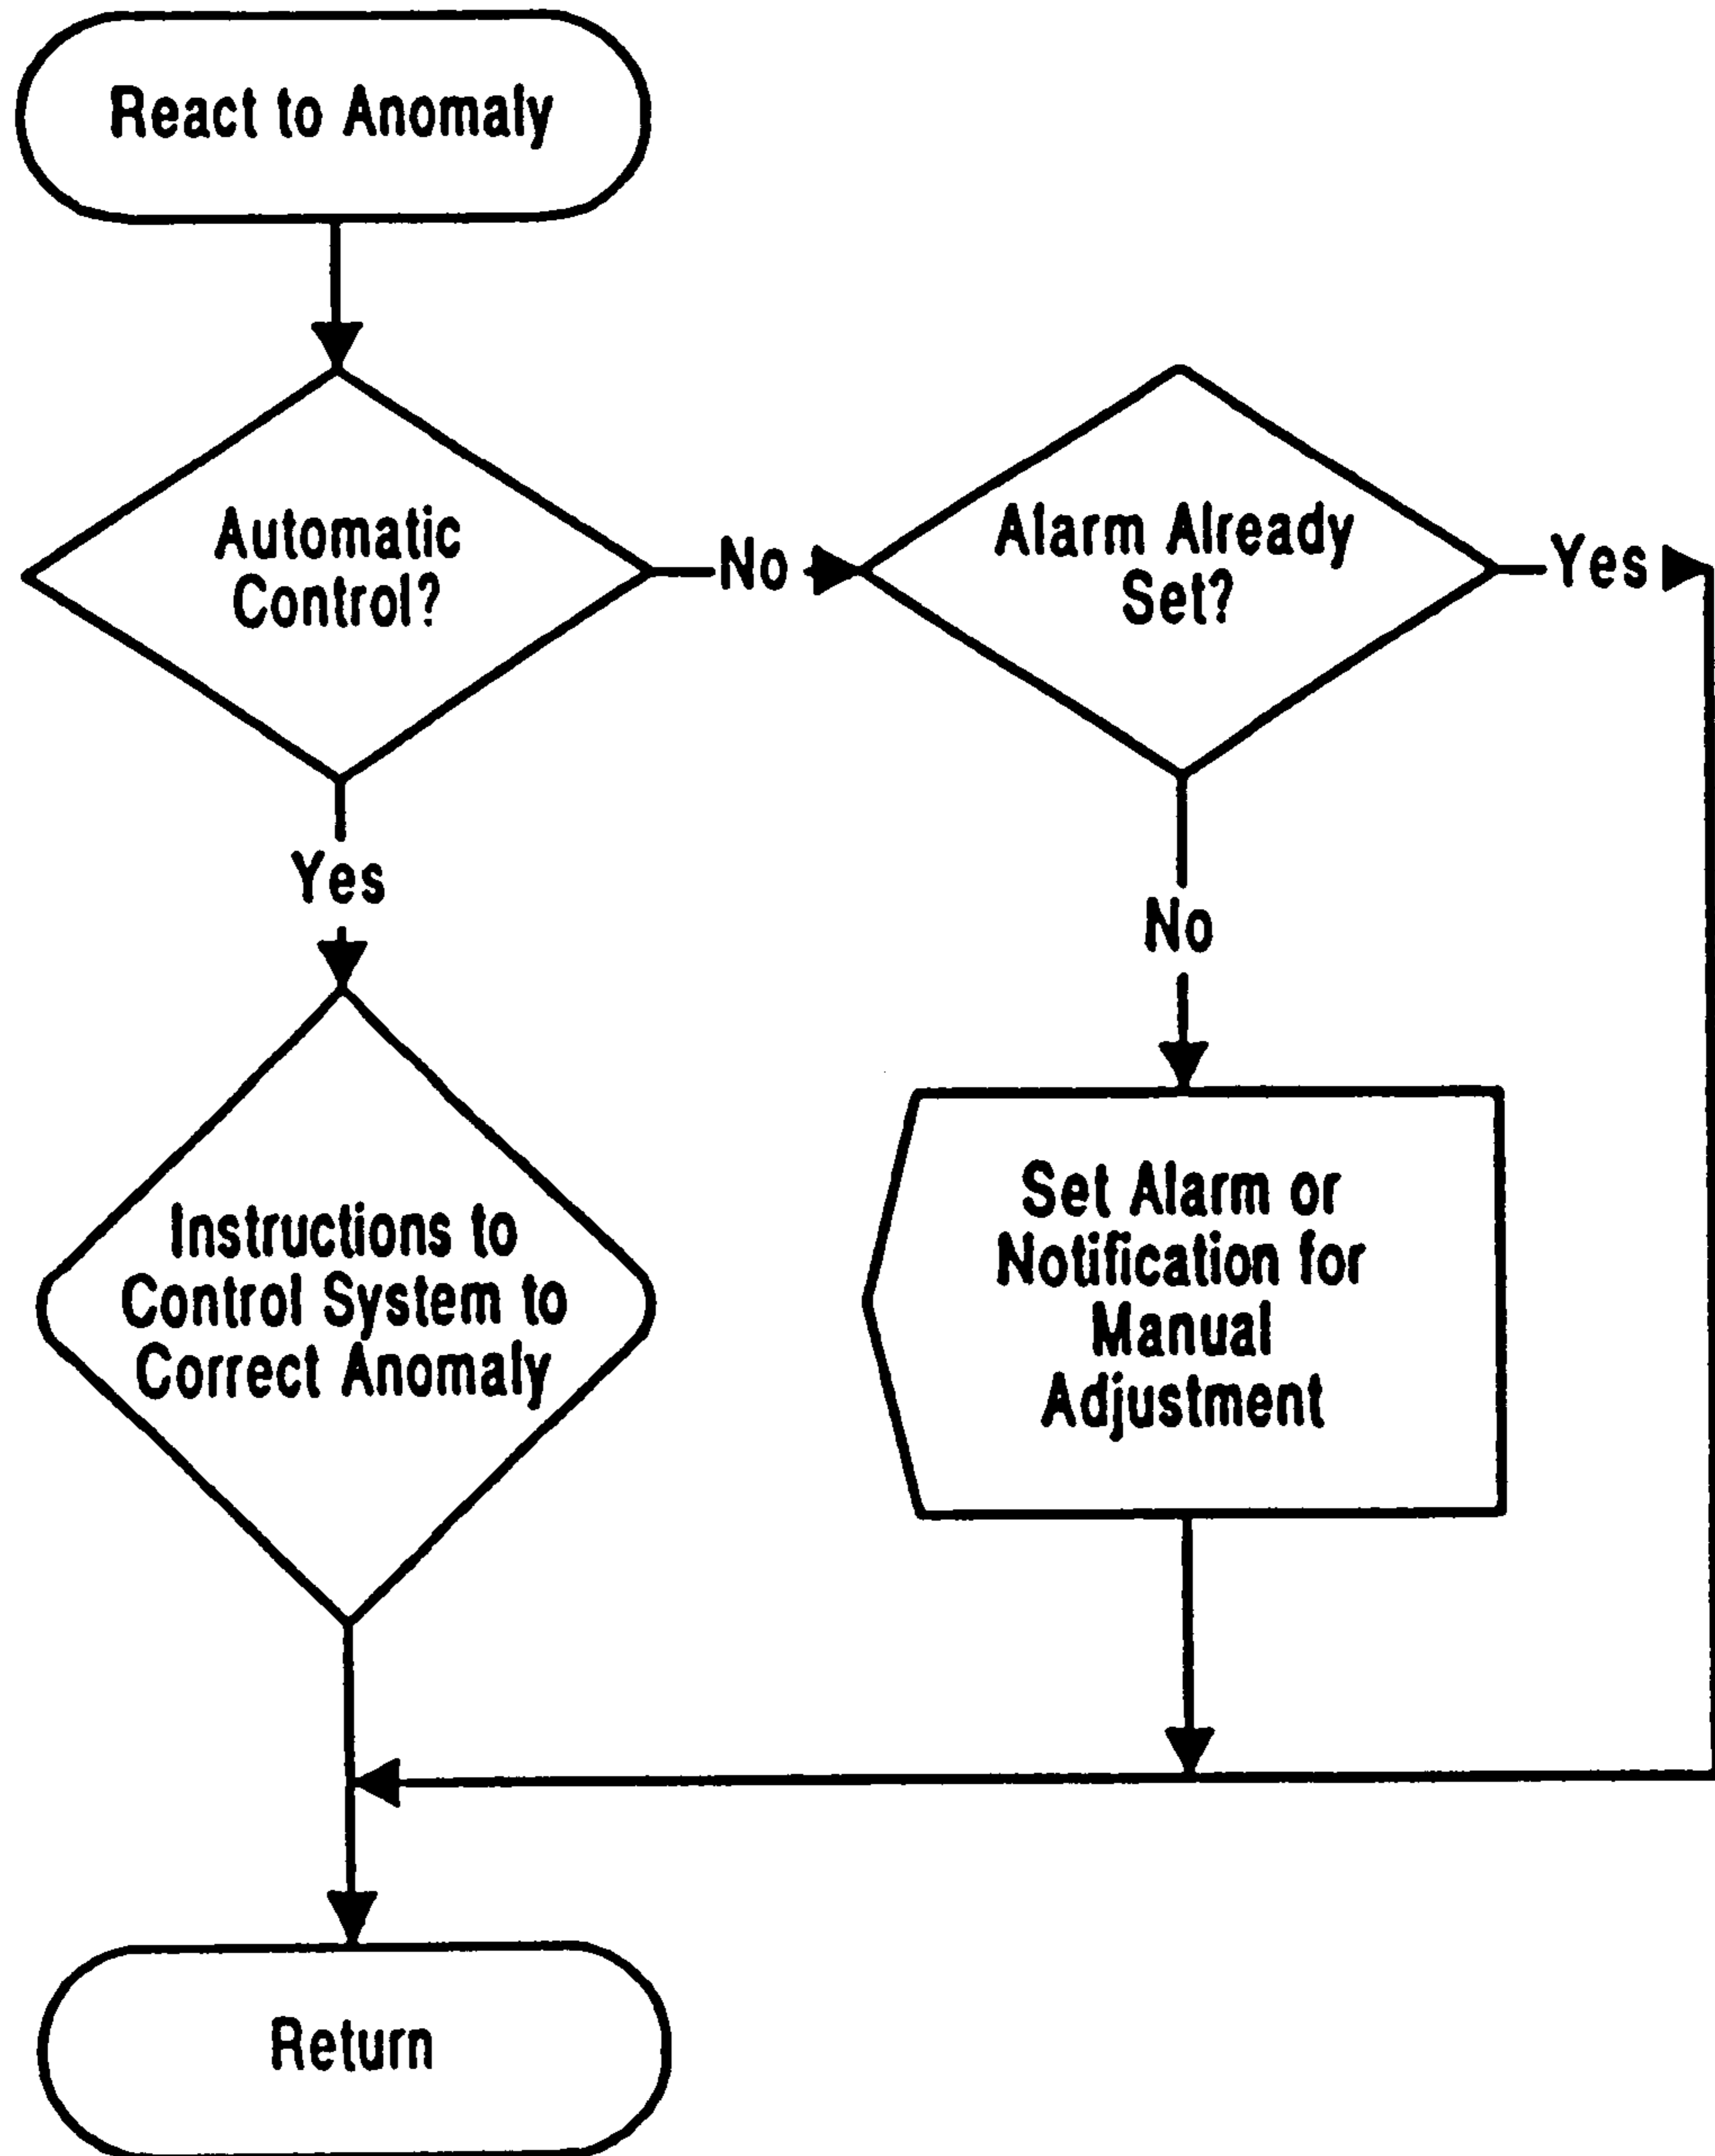 React to Anomaly
Automatic
Control?
No
Alarm Already
Set?
Yes
Yes
No
Instructions to
Control System to
Correct Anomaly
Set Alarm or
Notification for
Manual
Adjustment
Return